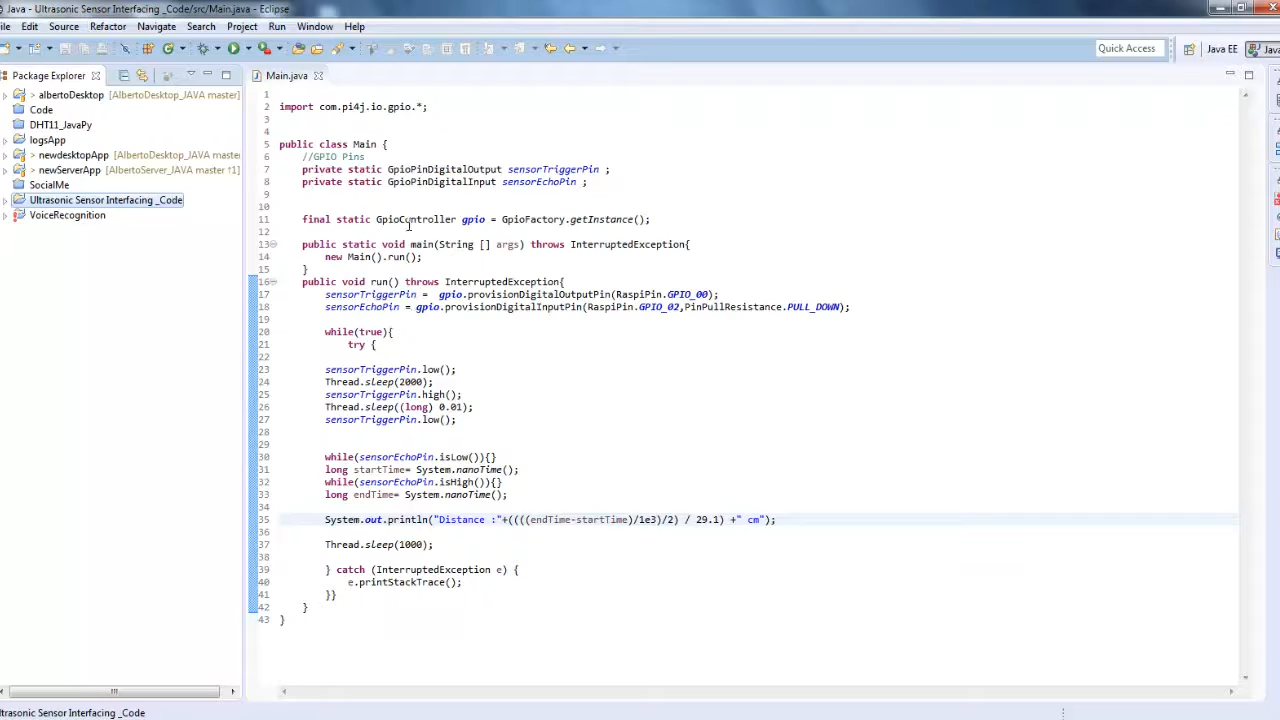 Java - Ultrasonic Sensor Interfacing _Code/src/Main.java - Eclipse
Edit Source Refactor Navigate Search Project Run Window Help
Quick Access Java EE Java
Package Explorer
> albertoDesktop [AlbertoDesktop_JAVA master]
Code
DHT11_JavaPy
logsApp
> newdesktopApp [AlbertoDesktop_JAVA maste
> newServerApp [AlbertoServer_JAVA master ↑1]
SocialMe
Ultrasonic Sensor Interfacing _Code
VoiceRecognition
Main.java
1
2 import com.pi4j.io.gpio.*;
3
4
5 public class Main {
6 //GPIO Pins
7 private static GpioPinDigitalOutput sensorTriggerPin ;
8 private static GpioPinDigitalInput sensorEchoPin ;
9
10
11 final static GpioController gpio = GpioFactory.getInstance();
12
13 public static void main(String [] args) throws InterruptedException{
14 new Main().run();
15 }
16 public void run() throws InterruptedException{
17 sensorTriggerPin = gpio.provisionDigitalOutputPin(RaspiPin.GPIO_00);
18 sensorEchoPin = gpio.provisionDigitalInputPin(RaspiPin.GPIO_02,PinPullResistance.PULL_DOWN);
19
20 while(true){
21 try {
22
23 sensorTriggerPin.low();
24 Thread.sleep(2000);
25 sensorTriggerPin.high();
26 Thread.sleep((long) 0.01);
27 sensorTriggerPin.low();
28
29
30 while(sensorEchoPin.isLow()){}
31 long startTime= System.nanoTime();
32 while(sensorEchoPin.isHigh()){}
33 long endTime= System.nanoTime();
34
35 System.out.println("Distance :"+((((endTime-startTime)/1e3)/2) / 29.1) +" cm");
36
37 Thread.sleep(1000);
38
39 } catch (InterruptedException e) {
40 e.printStackTrace();
41 }}
42 }
43 }
ltrasonic Sensor Interfacing _Code